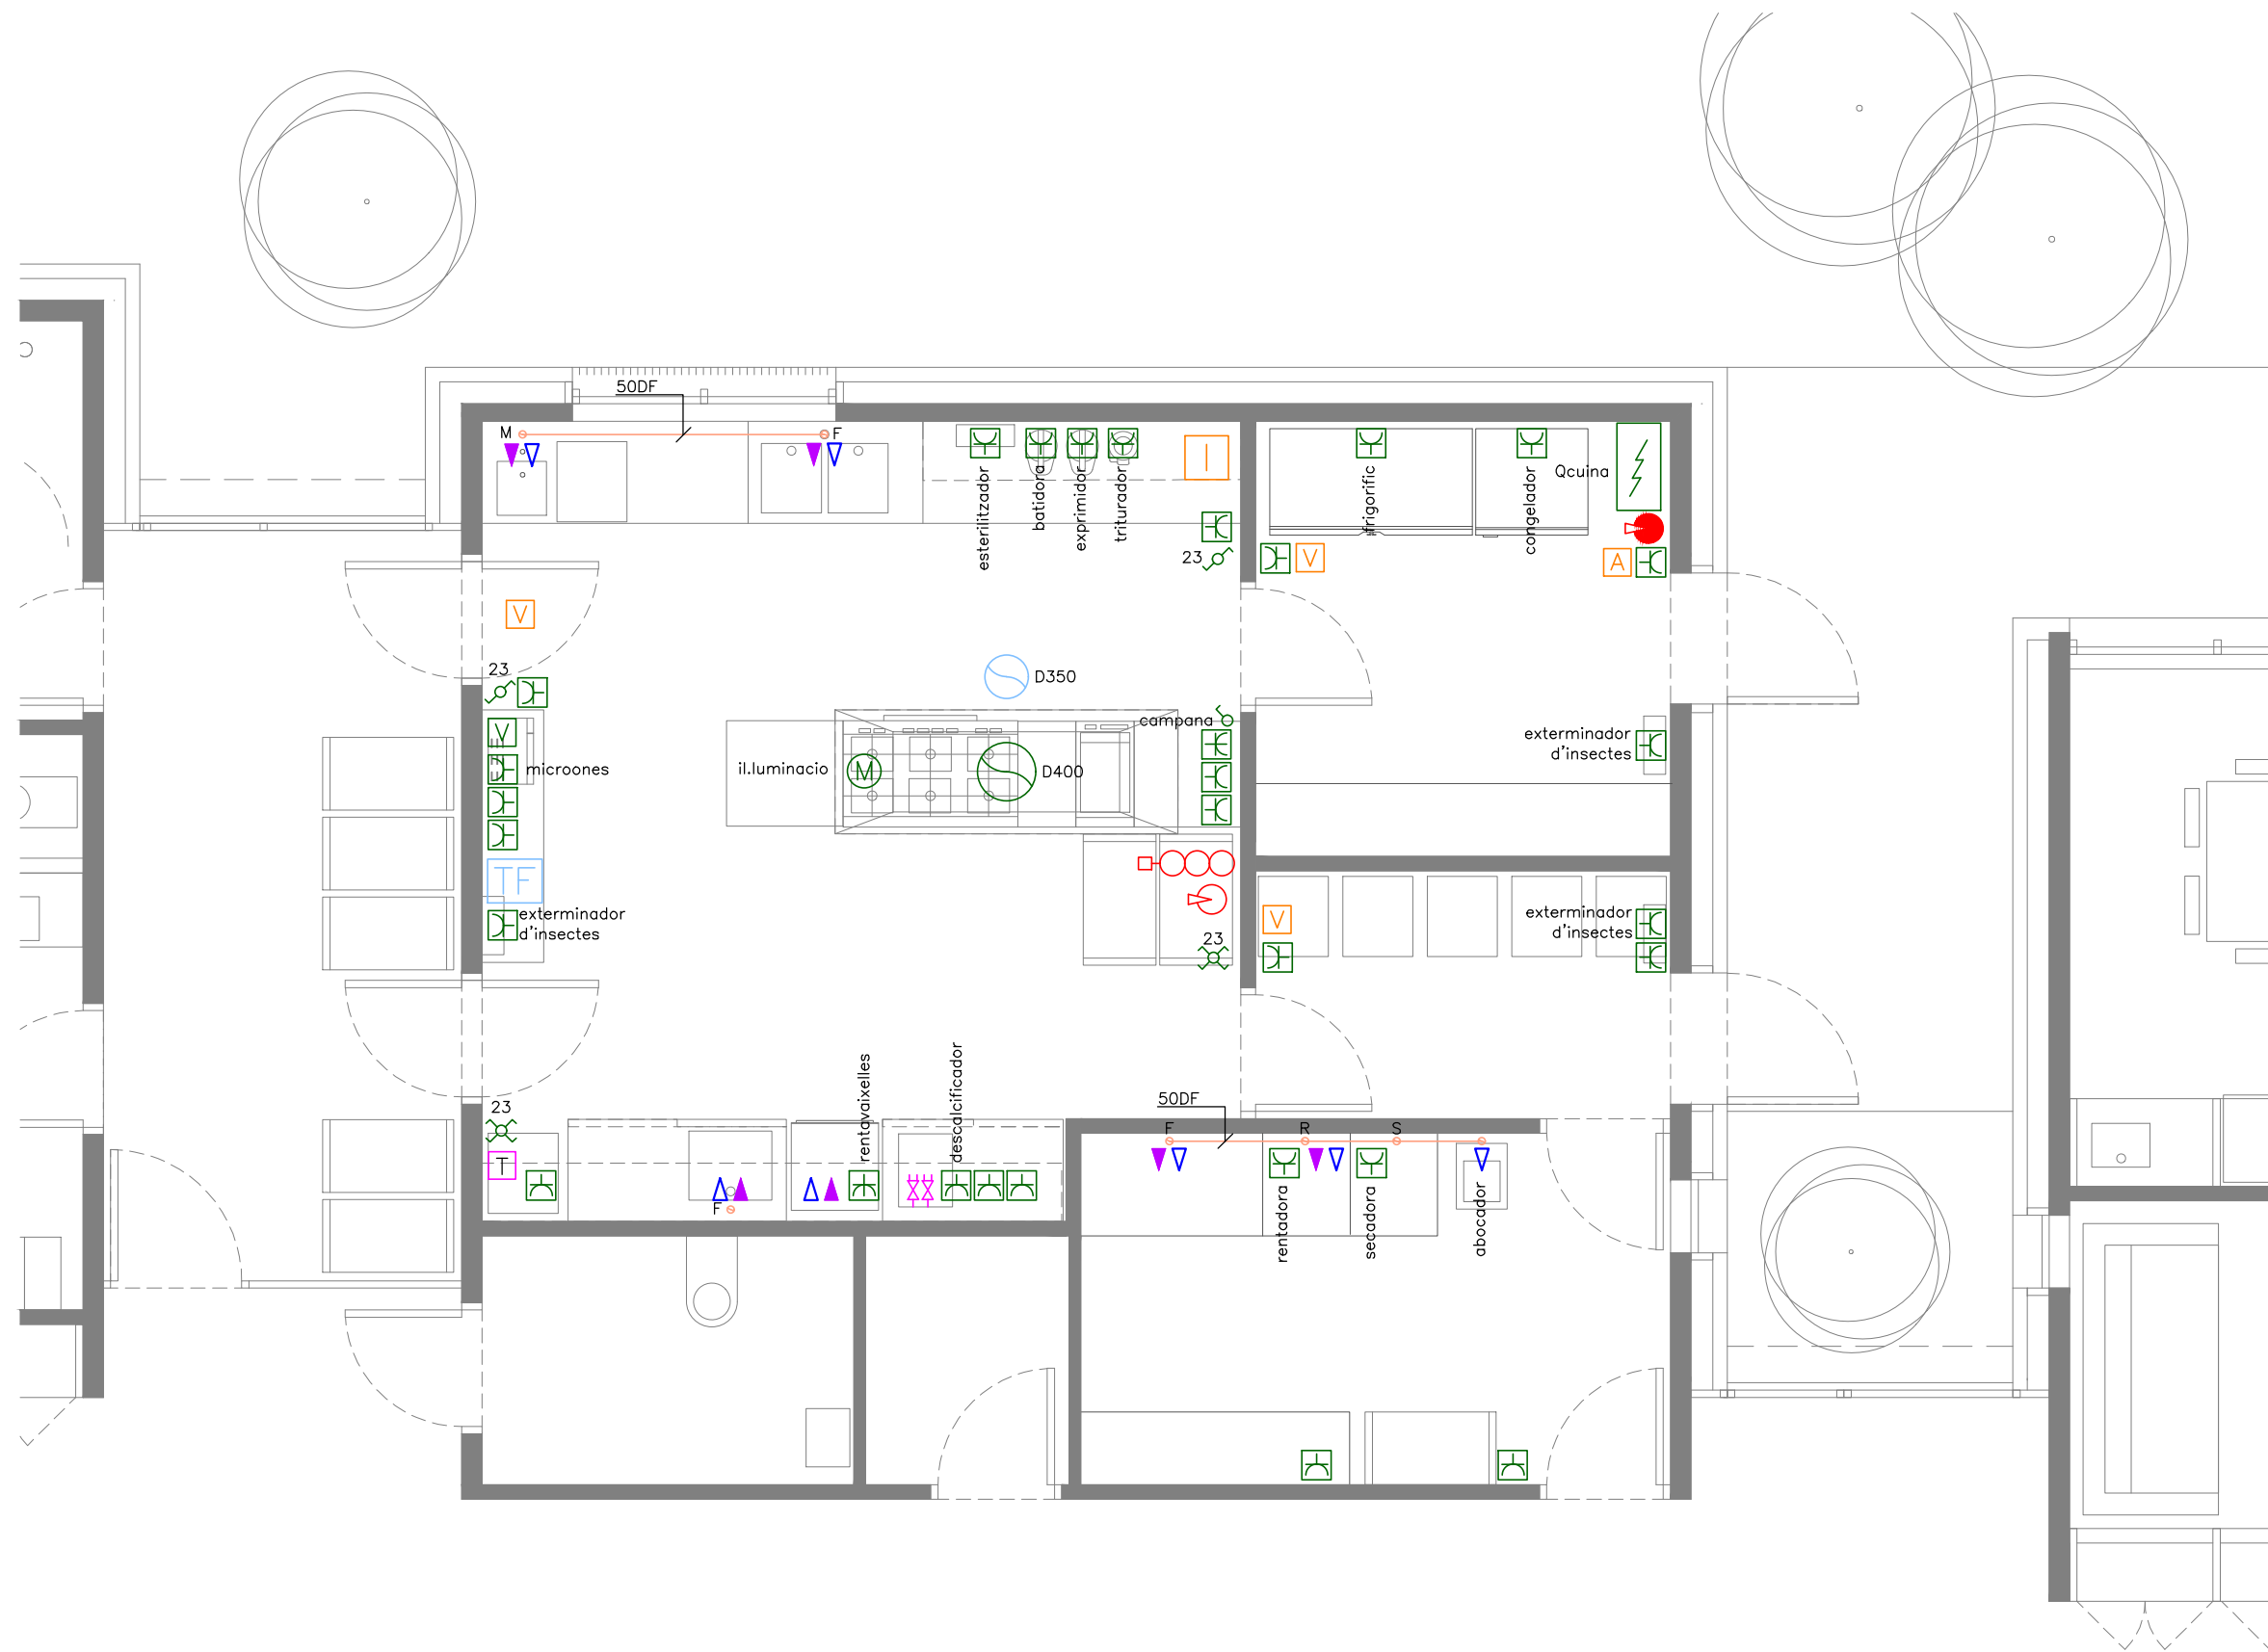 50DF
M
F
I
esterilitzador
batidora
exprimidor
triturador
frigorific
congelador
Qcuina
23
V
A
V
23
D350
campana
V
microones
il.luminacio
M
D400
exterminador
d'insectes
TF
exterminador
d'insectes
V
exterminador
d'insectes
23
23
T
rentavaixelles
descalcificador
F
50DF
F
R
S
rentadora
secadora
abocador